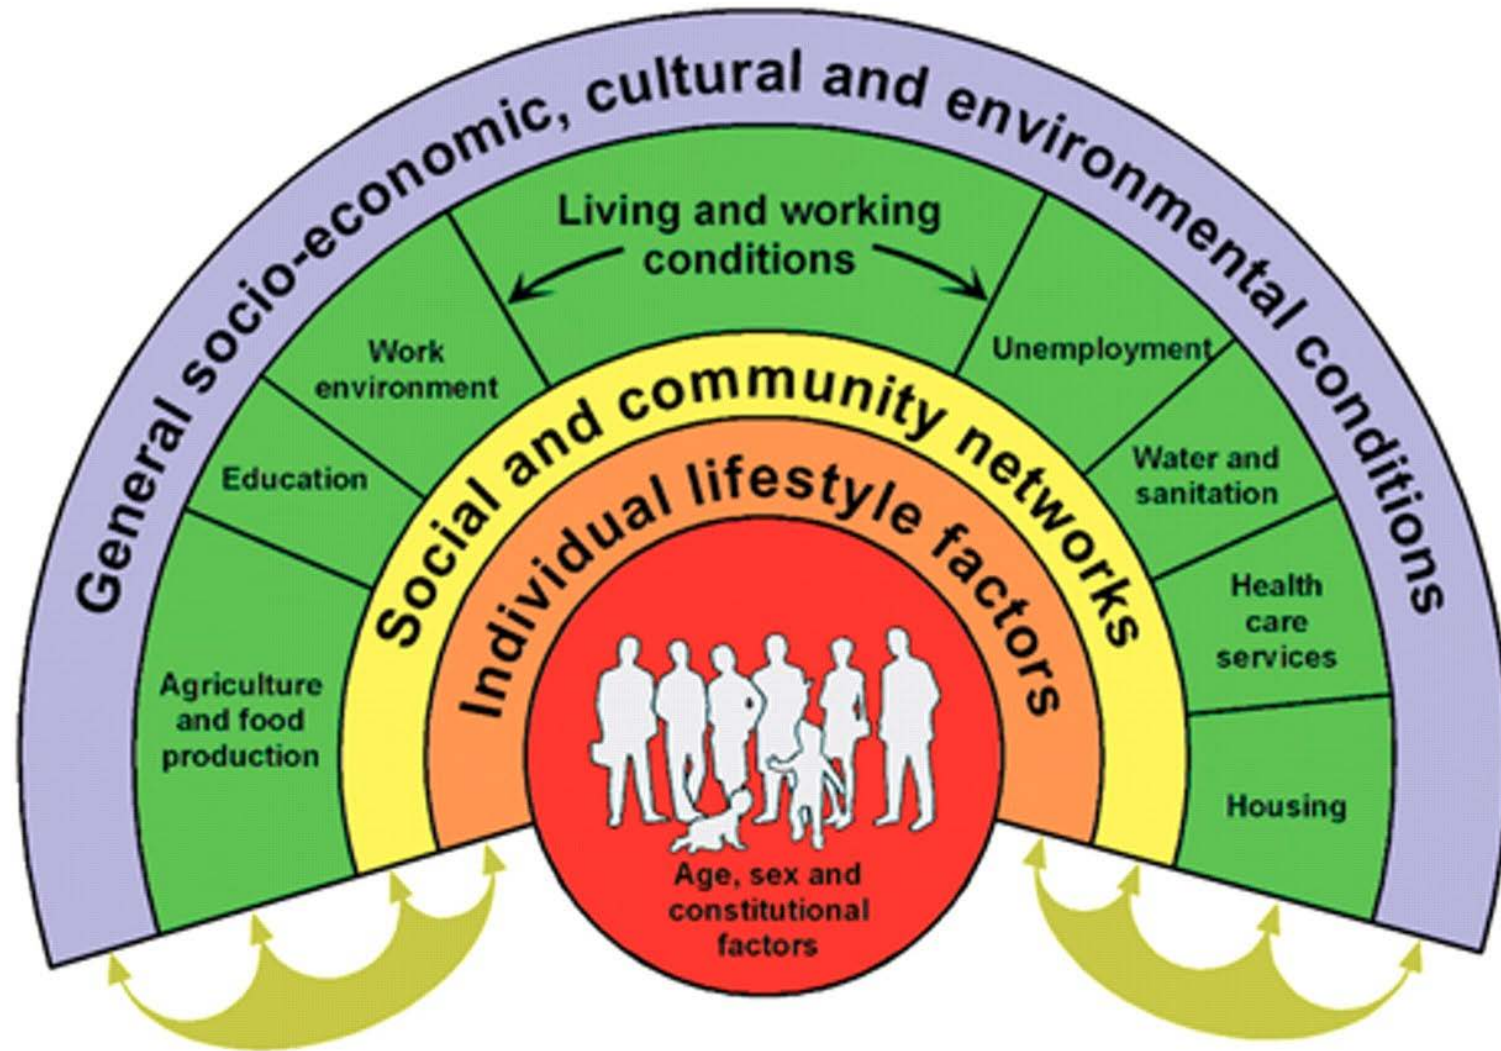 General socio-economic, cultural and environmental conditions
Living and working
conditions
Work
environment
Unemployment
Education
Water and
sanitation
Agriculture
and food
production
Health
care
services
Housing
Social and community networks
Individual lifestyle factors
Age, sex and
constitutional
factors